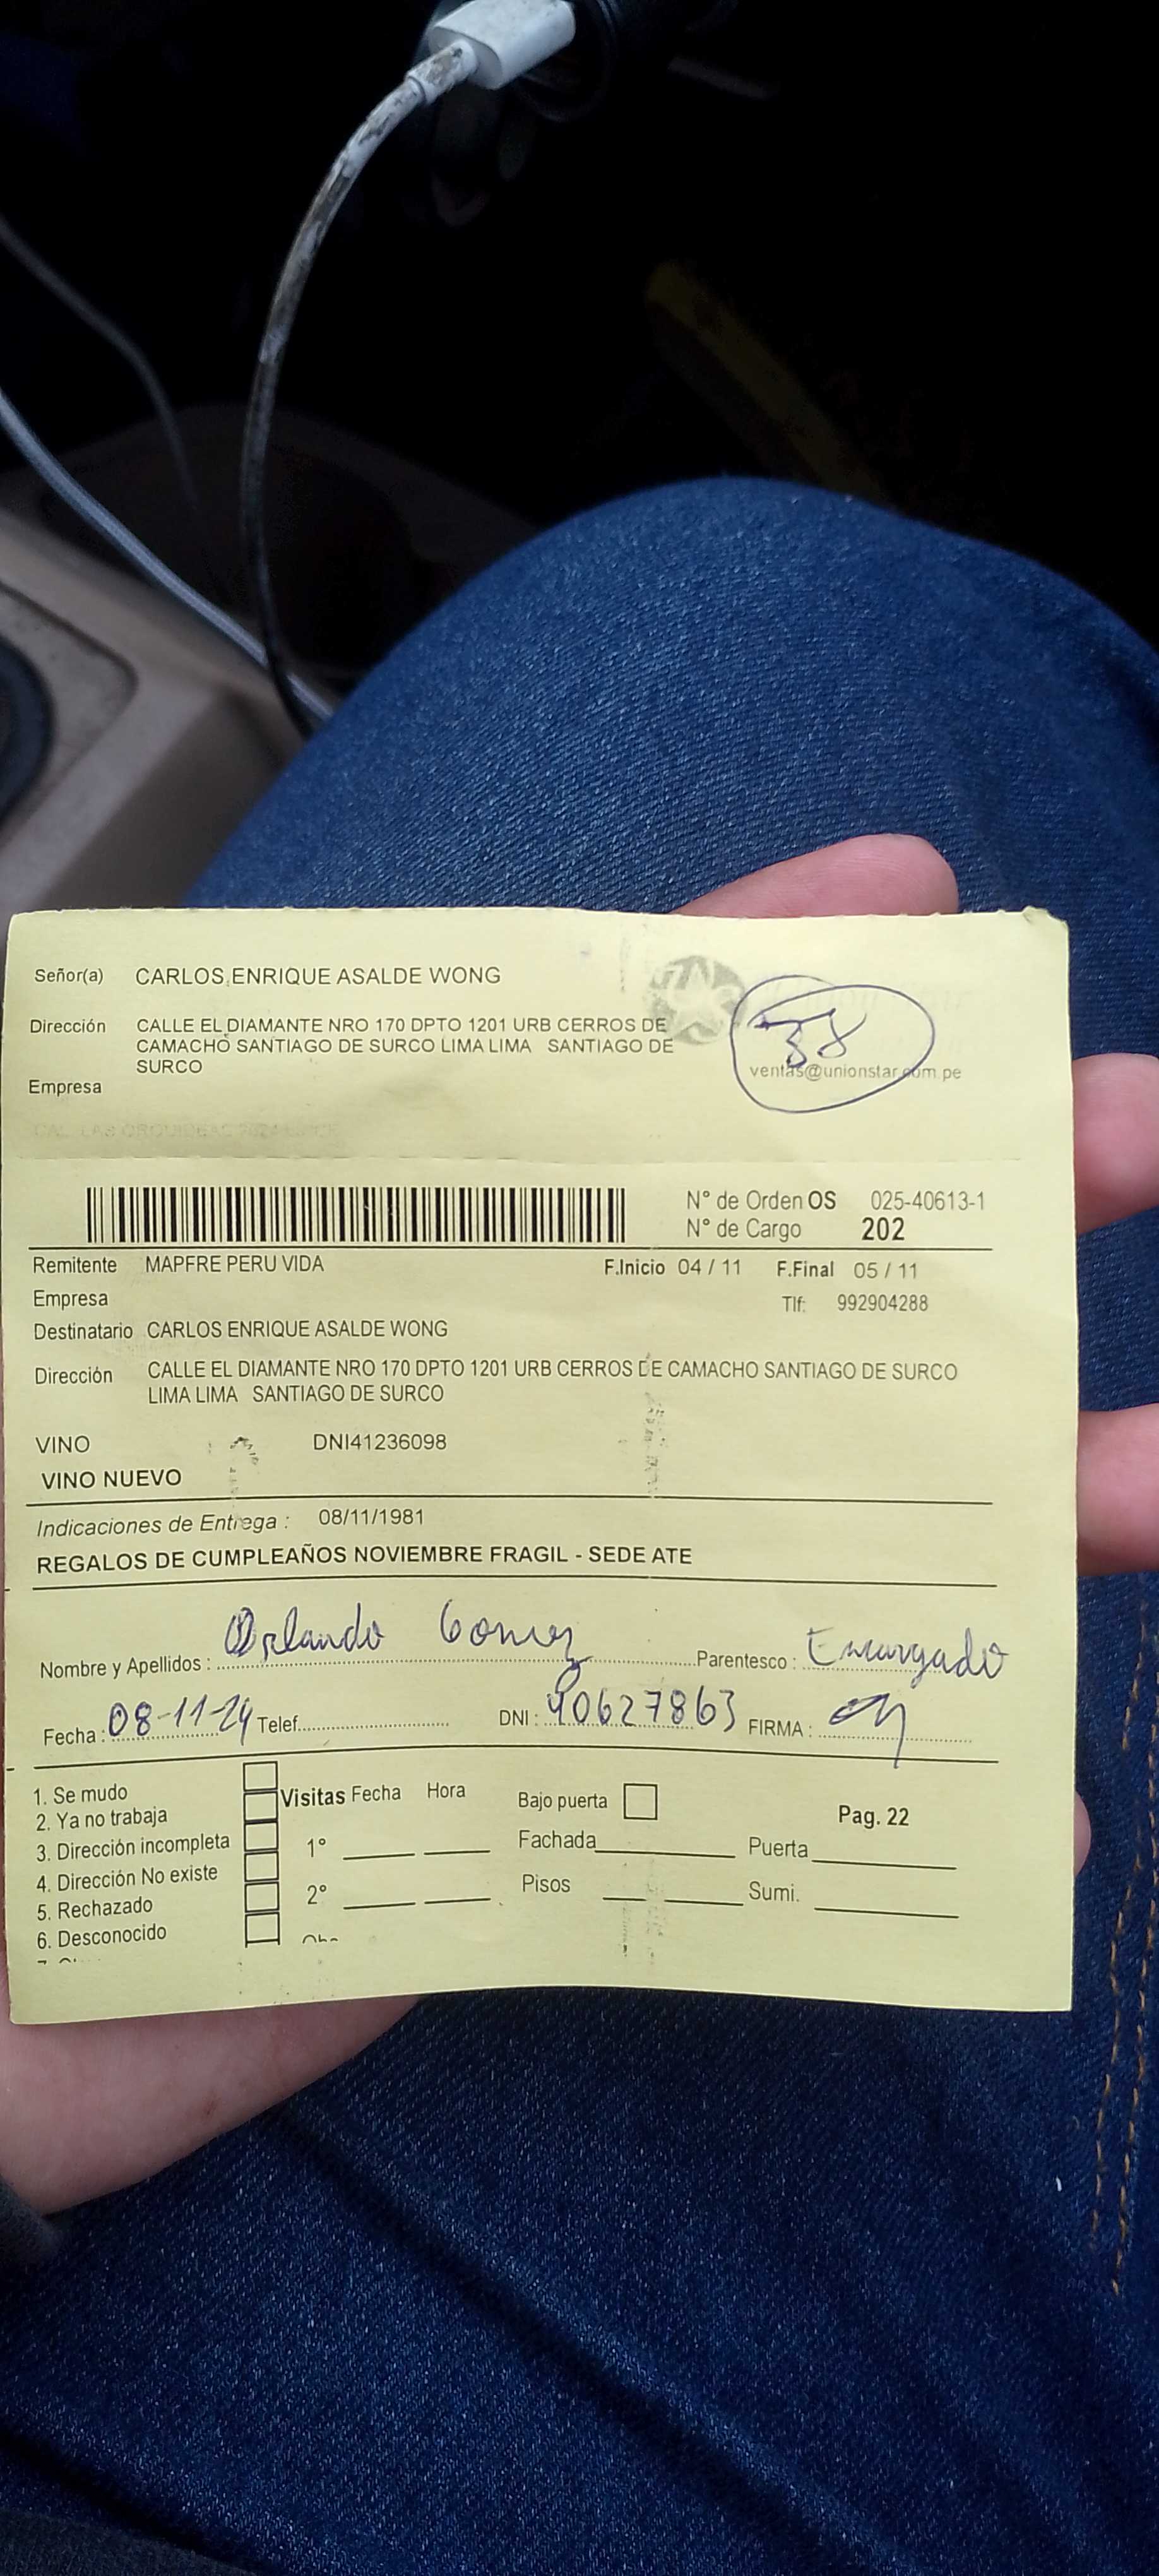 Señor(a) CARLOS ENRIQUE ASALDE WONG
Dirección CALLE EL DIAMANTE NRO 170 DPTO 1201 URB CERROS DE
CAMACHO SANTIAGO DE SURCO LIMA LIMA SANTIAGO DE
SURCO
38
ventas@unionstar.com.pe
Empresa
N° de Orden OS 025-40613-1
N° de Cargo 202
Remitente MAPFRE PERU VIDA F.Inicio 04 / 11 F.Final 05 / 11
Empresa Tlf: 992904288
Destinatario CARLOS ENRIQUE ASALDE WONG
Dirección CALLE EL DIAMANTE NRO 170 DPTO 1201 URB CERROS DE CAMACHO SANTIAGO DE SURCO
LIMA LIMA SANTIAGO DE SURCO
VINO DNI41236098
VINO NUEVO
Indicaciones de Entrega : 08/11/1981
REGALOS DE CUMPLEAÑOS NOVIEMBRE FRAGIL - SEDE ATE
Nombre y Apellidos : Orlando Gomez Parentesco : Encargado
Fecha : 08-11-24 Telef. DNI : 40627863 FIRMA :
1. Se mudo
2. Ya no trabaja
3. Dirección incompleta
4. Dirección No existe
5. Rechazado
6. Desconocido
Visitas Fecha Hora
1°
2°
Bajo puerta
Fachada
Pisos
Pag. 22
Puerta
Sumi.